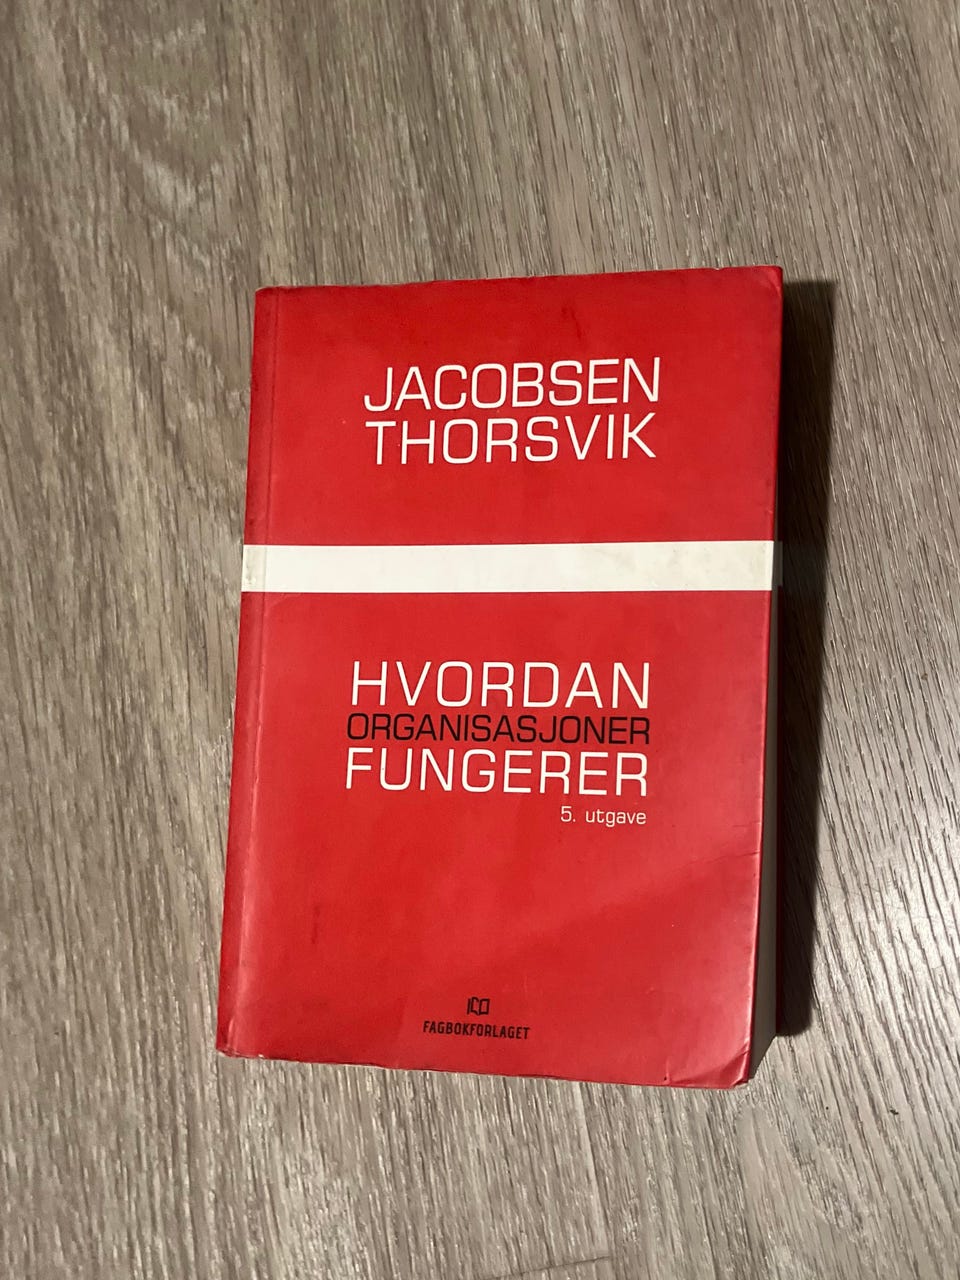 JACOBSEN
THORSVIK
HVORDAN
ORGANISASJONER
FUNGERER
5. utgave
FAGBOKFORLAGET